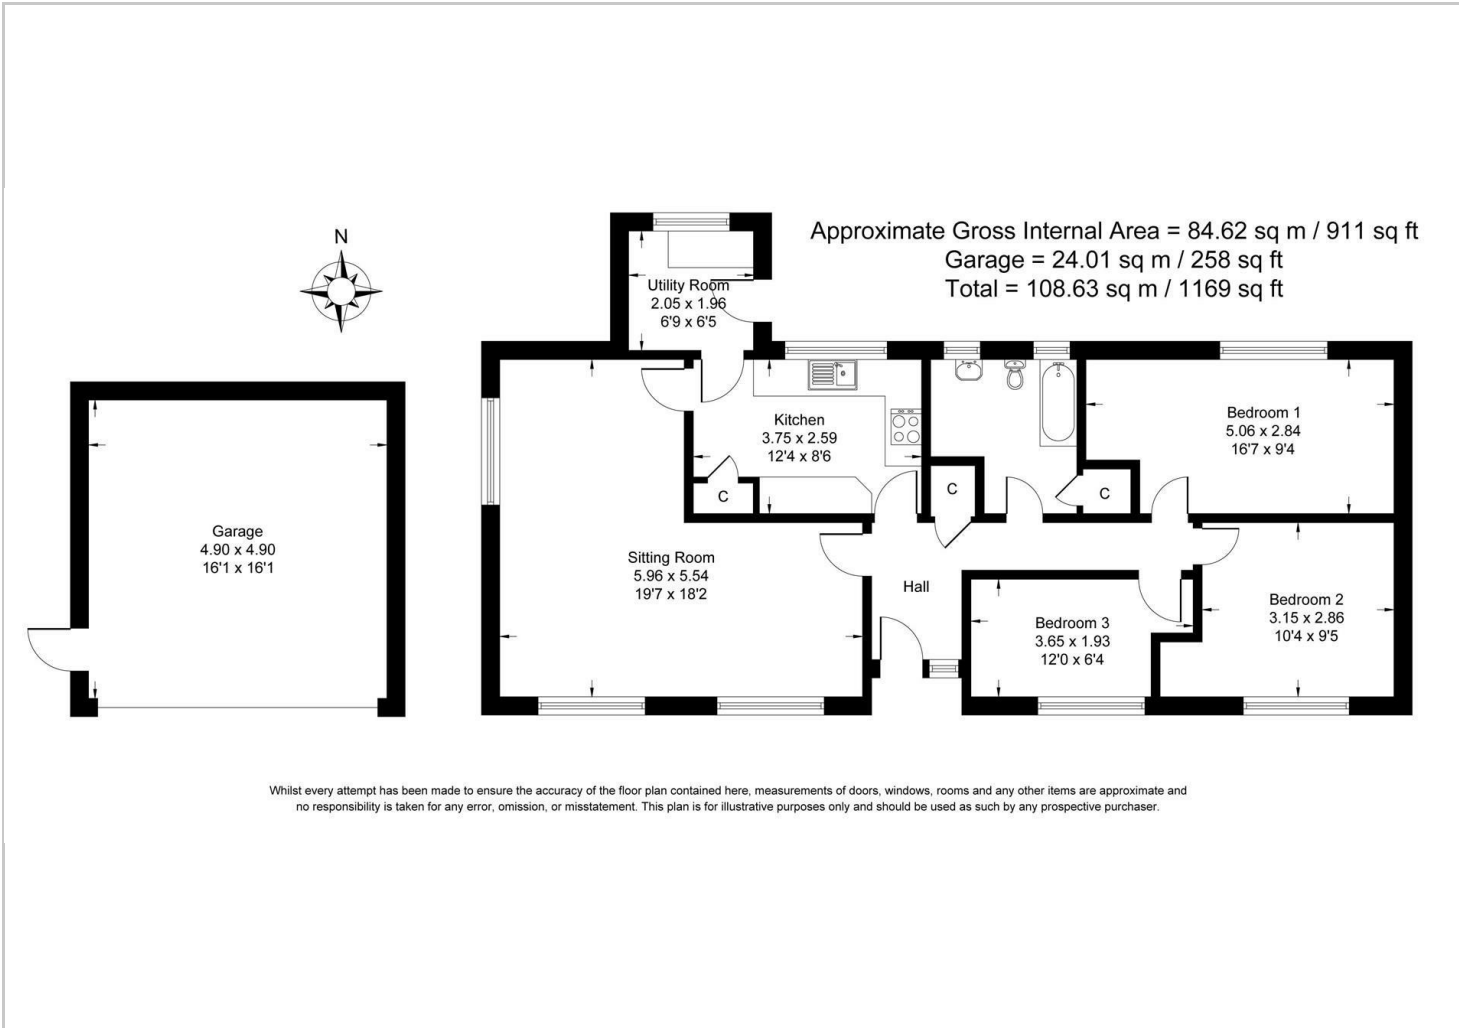 Approximate Gross Internal Area = 84.62 sq m / 911 sq ft
Garage = 24.01 sq m / 258 sq ft
Total = 108.63 sq m / 1169 sq ft
N
Utility Room
2.05 x 1.96
6'9 x 6'5
Kitchen
3.75 x 2.59
12'4 x 8'6
C
C
C
Bedroom 1
5.06 x 2.84
16'7 x 9'4
Garage
4.90 x 4.90
16'1 x 16'1
Sitting Room
5.96 x 5.54
19'7 x 18'2
Hall
Bedroom 3
3.65 x 1.93
12'0 x 6'4
Bedroom 2
3.15 x 2.86
10'4 x 9'5
Whilst every attempt has been made to ensure the accuracy of the floor plan contained here, measurements of doors, windows, rooms and any other items are approximate and
no responsibility is taken for any error, omission, or misstatement. This plan is for illustrative purposes only and should be used as such by any prospective purchaser.